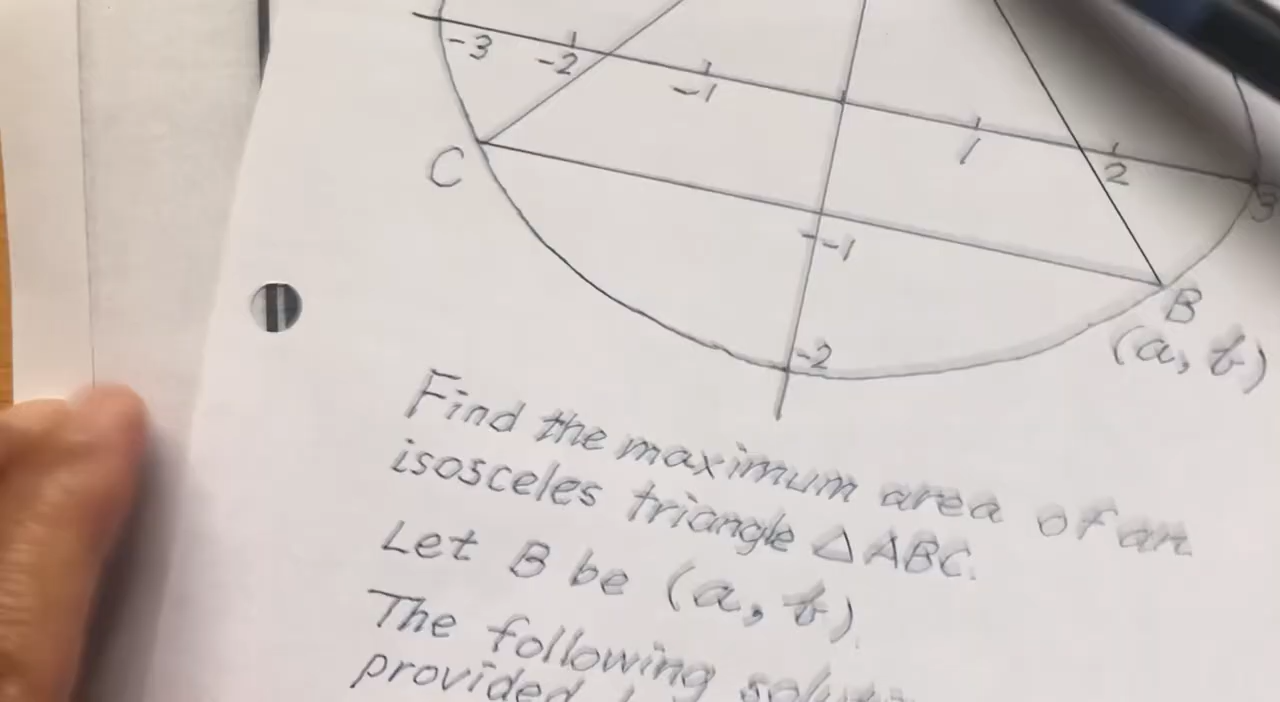 -3 -2 -1 1 2 3
C
-1
B
-2
(a, b)
Find the maximum area of an
isosceles triangle △ABC.
Let B be (a, b).
The following
provided